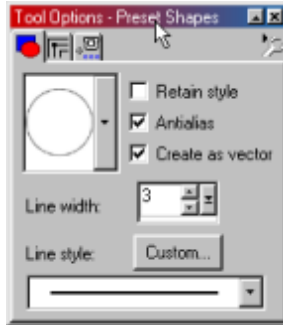 Tool Options - Preset Shapes
Retain style
Antialias
Create as vector
Line width:
3
Line style:
Custom...